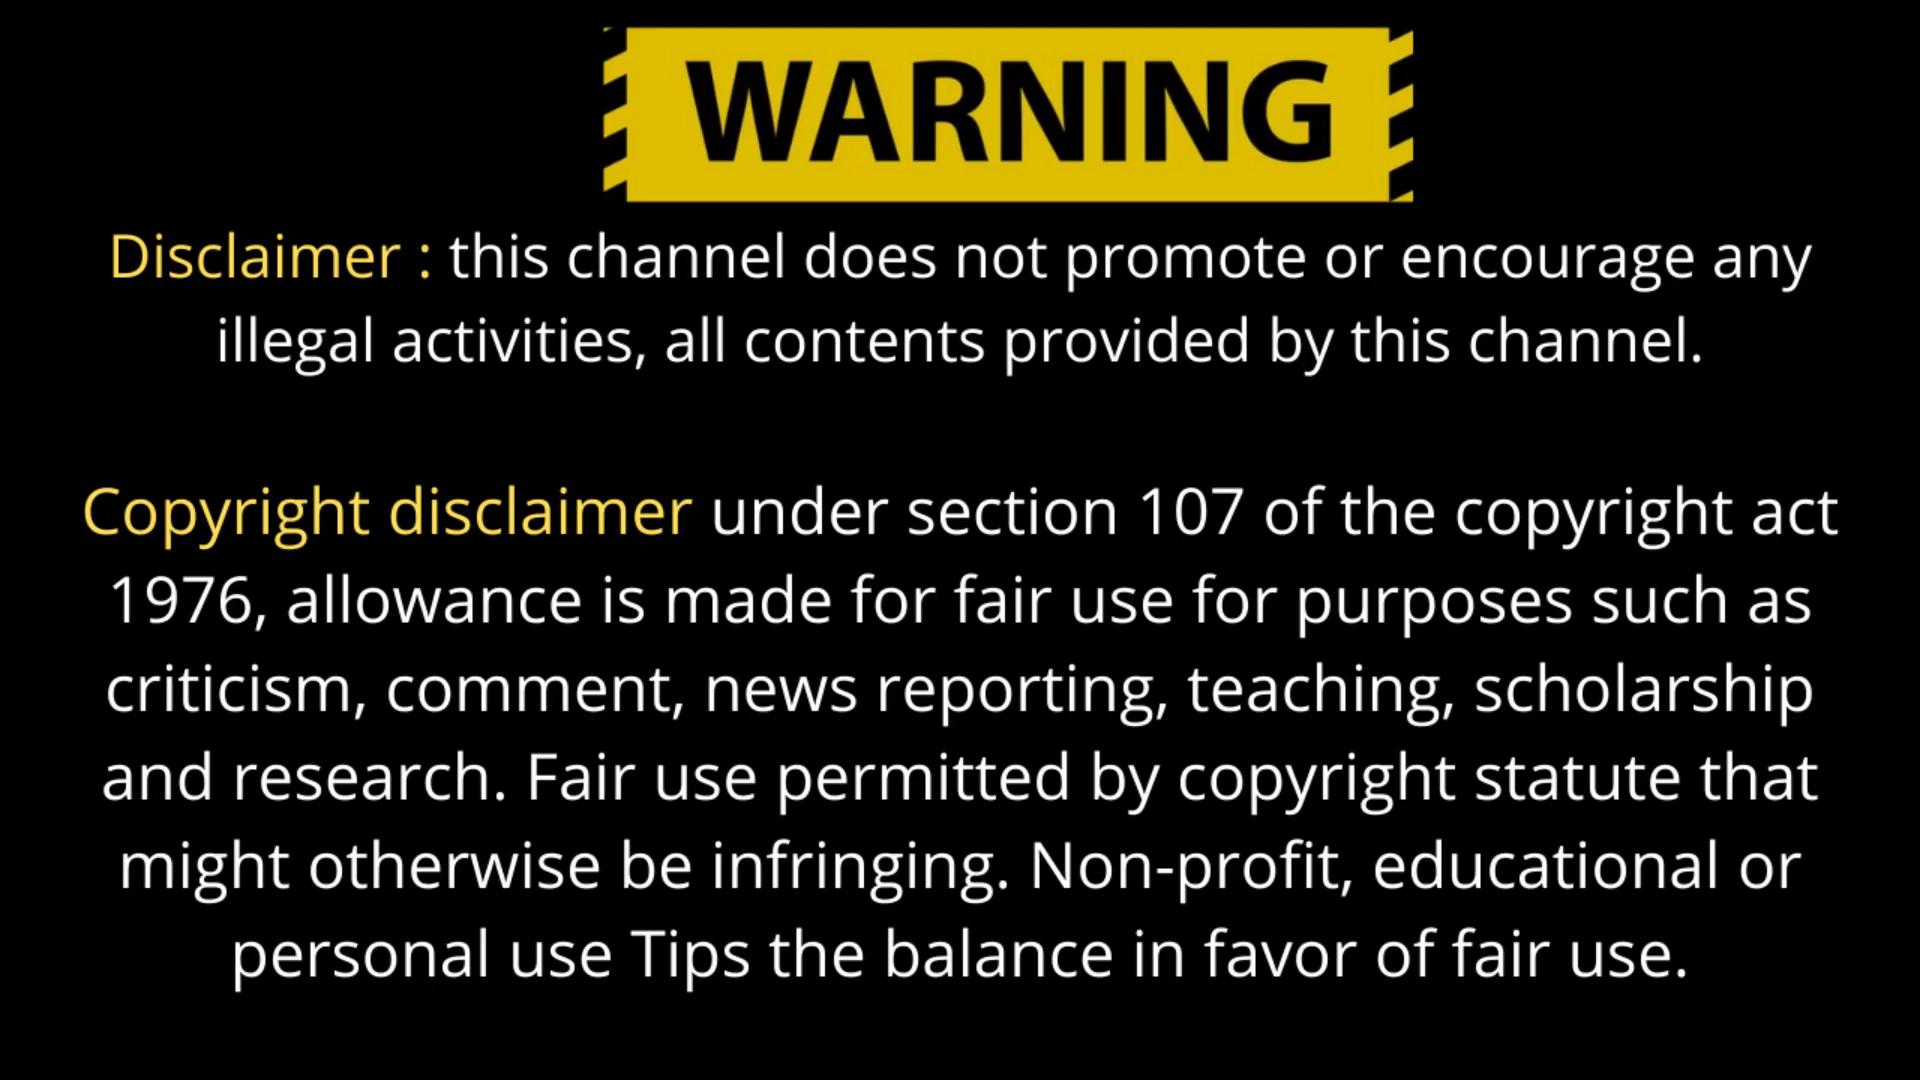 WARNING
Disclaimer : this channel does not promote or encourage any
illegal activities, all contents provided by this channel.
Copyright disclaimer under section 107 of the copyright act
1976, allowance is made for fair use for purposes such as
criticism, comment, news reporting, teaching, scholarship
and research. Fair use permitted by copyright statute that
might otherwise be infringing. Non-profit, educational or
personal use Tips the balance in favor of fair use.